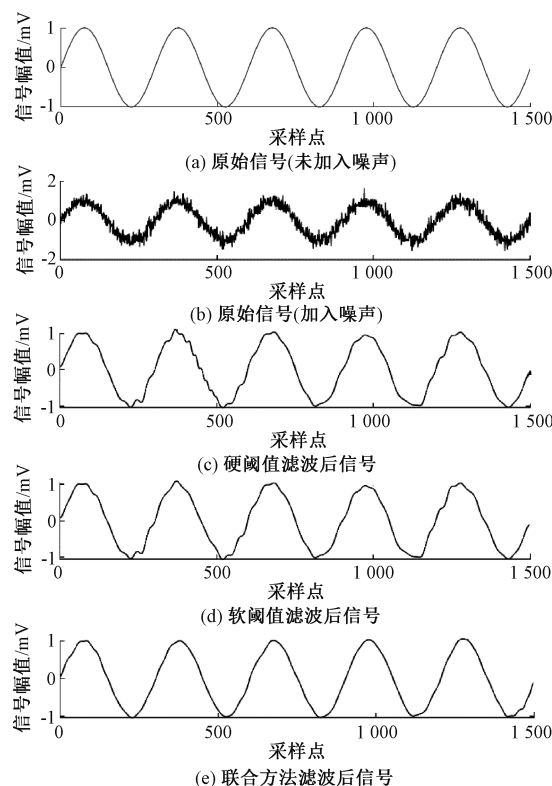 信号幅值/mV
1
0
-1
0
500
1 000
1 500
采样点
(a) 原始信号(未加入噪声)
信号幅值/mV
2
0
-2
0
500
1 000
1 500
采样点
(b) 原始信号(加入噪声)
信号幅值/mV
1
0
-1
0
500
1 000
1 500
采样点
(c) 硬阈值滤波后信号
信号幅值/mV
1
0
-1
0
500
1 000
1 500
采样点
(d) 软阈值滤波后信号
信号幅值/mV
1
0
-1
0
500
1 000
1 500
采样点
(e) 联合方法滤波后信号